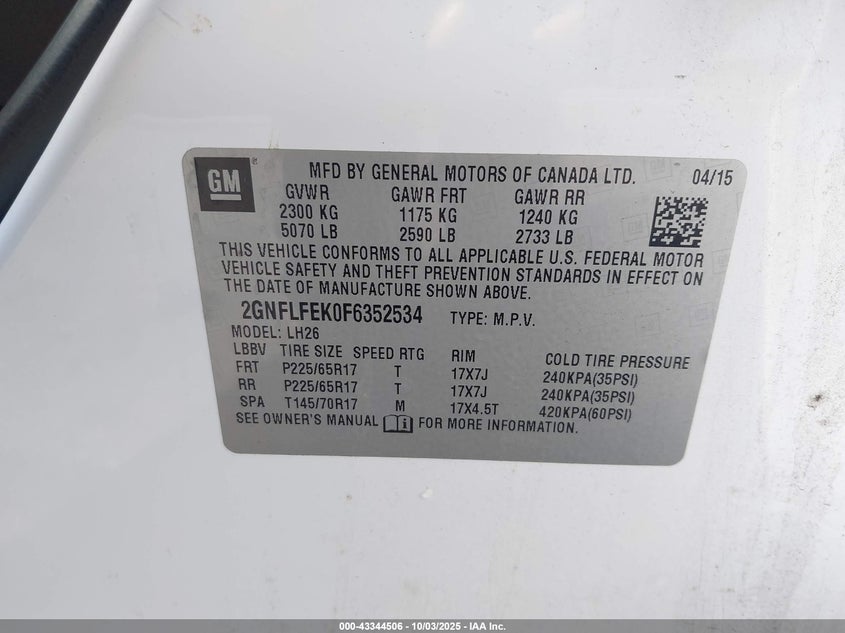 GM ®
MFD BY GENERAL MOTORS OF CANADA LTD. 04/15
GVWR GAWR FRT GAWR RR
2300 KG 1175 KG 1240 KG
5070 LB 2590 LB 2733 LB
THIS VEHICLE CONFORMS TO ALL APPLICABLE U.S. FEDERAL MOTOR
VEHICLE SAFETY AND THEFT PREVENTION STANDARDS IN EFFECT ON
THE DATE OF MANUFACTURE SHOWN ABOVE.
2GNFLFEK0F6352534 TYPE: M.P.V.
MODEL: LH26
LBBV TIRE SIZE SPEED RTG RIM COLD TIRE PRESSURE
FRT P225/65R17 T 17X7J 240KPA(35PSI)
RR P225/65R17 T 17X7J 240KPA(35PSI)
SPA T145/70R17 M 17X4.5T 420KPA(60PSI)
SEE OWNER'S MANUAL FOR MORE INFORMATION.
000-43344506 - 10/03/2025 - IAA Inc.